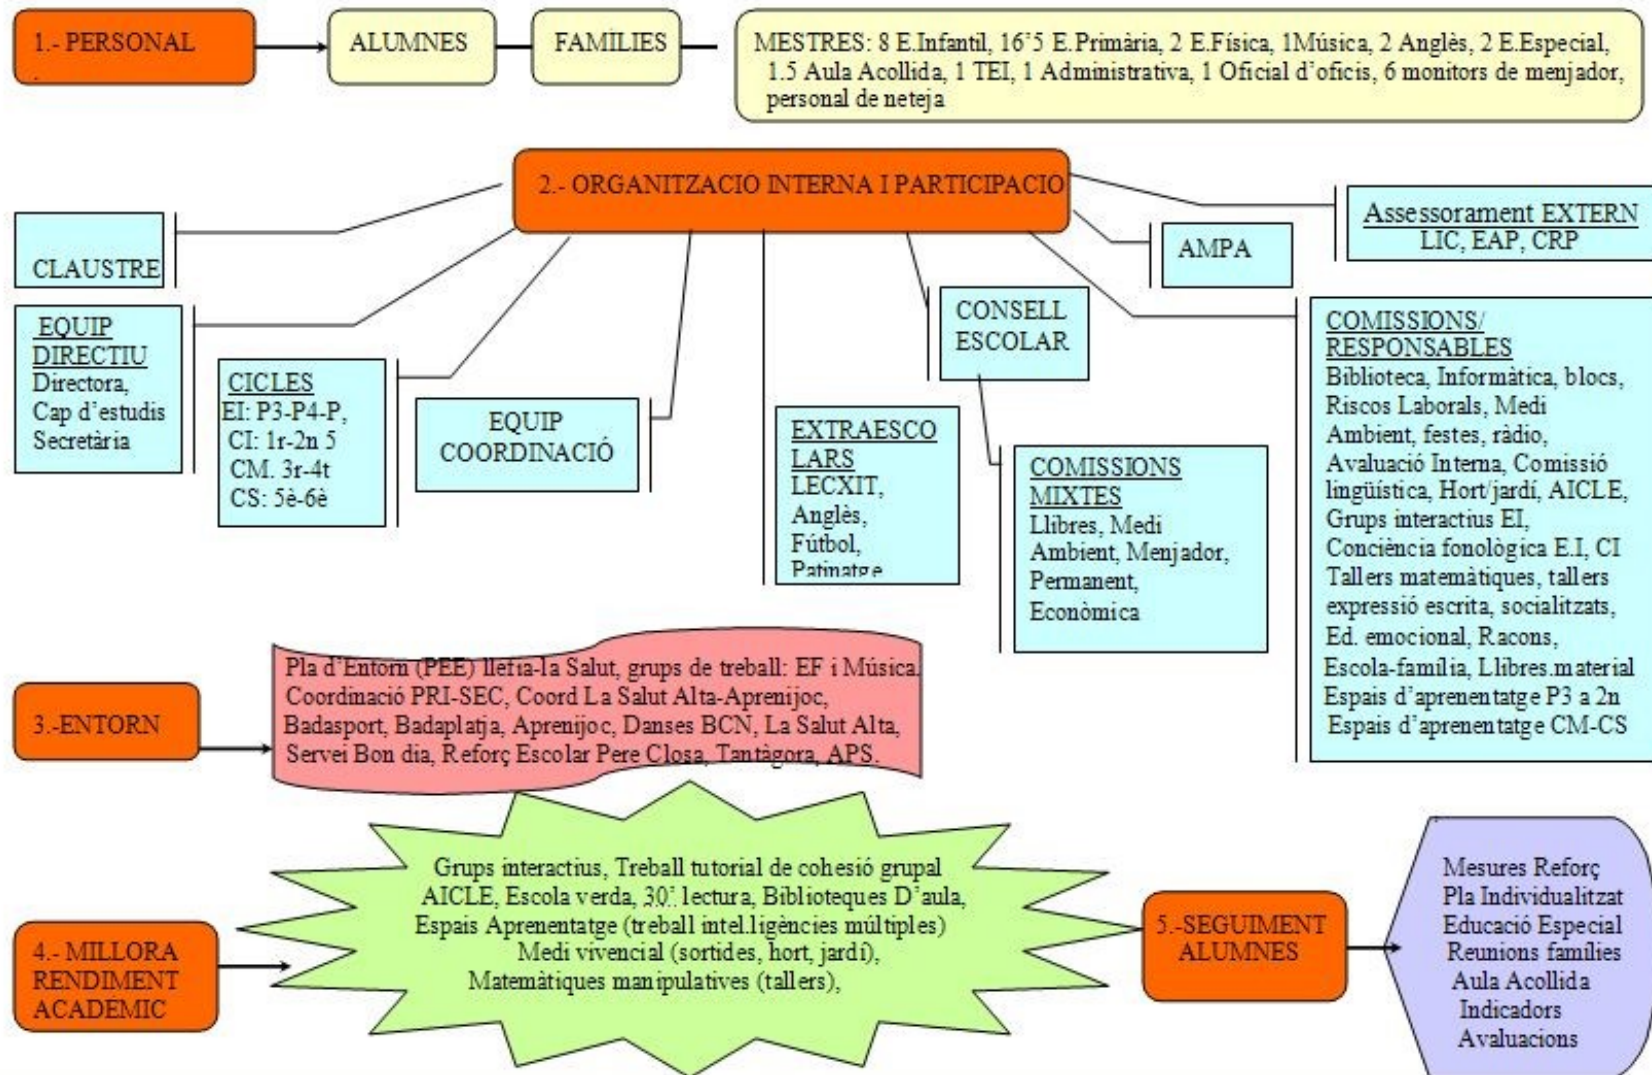 1.- PERSONAL
.
ALUMNES
FAMÍLIES
MESTRES: 8 E.Infantil, 16'5 E.Primària, 2 E.Física, 1Música, 2 Anglès, 2 E.Especial,
1.5 Aula Acollida, 1 TEI, 1 Administrativa, 1 Oficial d'oficis, 6 monitors de menjador,
personal de neteja
2.- ORGANITZACIO INTERNA I PARTICIPACIO
CLAUSTRE
EQUIP
DIRECTIU
Directora,
Cap d'estudis
Secretària
CICLES
EI: P3-P4-P,
CI: 1r-2n 5
CM. 3r-4t
CS: 5è-6è
EQUIP
COORDINACIÓ
EXTRAESCO
LARS
LECXIT,
Anglès,
Fútbol,
Patinatge
CONSELL
ESCOLAR
COMISSIONS
MIXTES
Llibres, Medi
Ambient, Menjador,
Permanent,
Econòmica
AMPA
Assessorament EXTERN
LIC, EAP, CRP
COMISSIONS/
RESPONSABLES
Biblioteca, Informàtica, blocs,
Riscos Laborals, Medi
Ambient, festes, ràdio,
Avaluació Interna, Comissió
lingüística, Hort/jardí, AICLE,
Grups interactius EI,
Conciència fonològica E.I, CI
Tallers matemàtiques, tallers
expressió escrita, socialitzats,
Ed. emocional, Racons,
Escola-família, Llibres.material
Espais d'aprenentatge P3 a 2n
Espais d'aprenentatge CM-CS
3.-ENTORN
Pla d'Entorn (PEE) llefia-la Salut, grups de treball: EF i Música.
Coordinació PRI-SEC, Coord La Salut Alta-Aprenijoc,
Badasport, Badaplatja, Aprenijoc, Danses BCN, La Salut Alta,
Servei Bon dia, Reforç Escolar Pere Closa, Tantàgora, APS.
4.- MILLORA
RENDIMENT
ACADÈMIC
Grups interactius, Treball tutorial de cohesió grupal
AICLE, Escola verda, 30'. lectura, Biblioteques D'aula,
Espais Aprenentatge (treball intel.ligències múltiples)
Medi vivencial (sortides, hort, jardí),
Matemàtiques manipulatives (tallers),
5.-SEGUIMENT
ALUMNES
Mesures Reforç
Pla Individualitzat
Educació Especial
Reunions famílies
Aula Acollida
Indicadors
Avaluacions